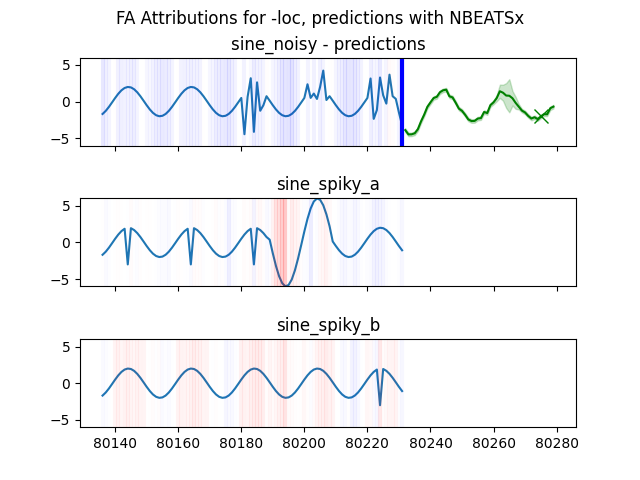 FA Attributions for -loc, predictions with NBEATSx
sine_noisy - predictions
5
0
−5
sine_spiky_a
5
0
−5
sine_spiky_b
5
0
−5
80140 80160 80180 80200 80220 80240 80260 80280